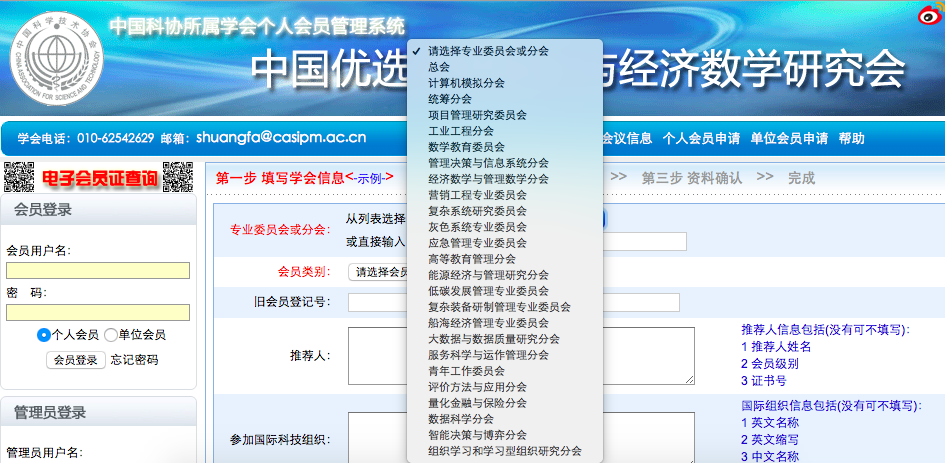 中国科协所属学会个人会员管理系统
中国优选
与经济数学研究会
学会电话：010-62542629 邮箱：shuangfa@casipm.ac.cn
会议信息 个人会员申请 单位会员申请 帮助
电子会员证查询
会员登录
会员用户名：
密 码：
个人会员 单位会员
会员登录 忘记密码
管理员登录
管理员用户名：
第一步 填写学会信息<-示例->
>> 第三步 资料确认 >> 完成
专业委员会或分会：
从列表选择
或直接输入
会员类别：
请选择会员
旧会员登记号：
推荐人：
推荐人信息包括(没有可不填写)：
1 推荐人姓名
2 会员级别
3 证书号
参加国际科技组织：
国际组织信息包括(没有可不填写)：
1 英文名称
2 英文缩写
3 中文名称
✓ 请选择专业委员会或分会
总会
计算机模拟分会
统筹分会
项目管理研究委员会
工业工程分会
数学教育委员会
管理决策与信息系统分会
经济数学与管理数学分会
营销工程专业委员会
复杂系统研究委员会
灰色系统专业委员会
应急管理专业委员会
高等教育管理分会
能源经济与管理研究分会
低碳发展管理专业委员会
复杂装备研制管理专业委员会
船海经济管理专业委员会
大数据与数据质量研究分会
服务科学与运作管理分会
青年工作委员会
评价方法与应用分会
量化金融与保险分会
数据科学分会
智能决策与博弈分会
组织学习和学习型组织研究分会